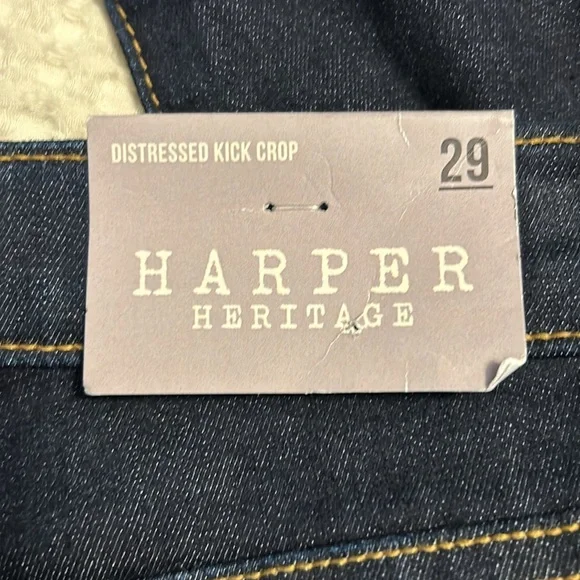 DISTRESSED KICK CROP
29
HARPER
HERITAGE